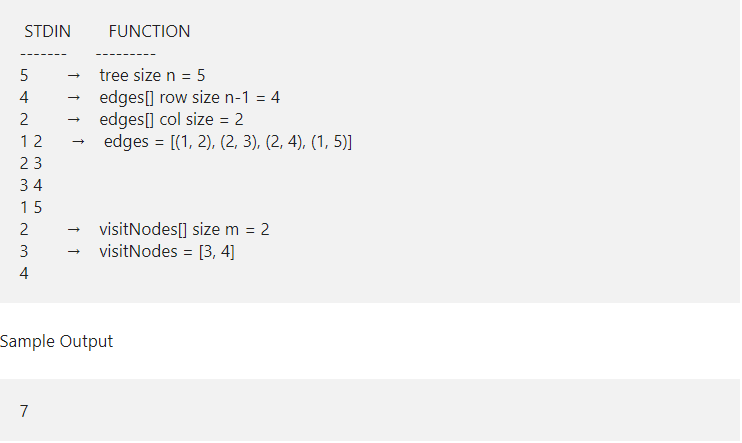 STDIN FUNCTION
------- ---------
5 → tree size n = 5
4 → edges[] row size n-1 = 4
2 → edges[] col size = 2
1 2 → edges = [(1, 2), (2, 3), (2, 4), (1, 5)]
2 3
3 4
1 5
2 → visitNodes[] size m = 2
3 → visitNodes = [3, 4]
4
Sample Output
7